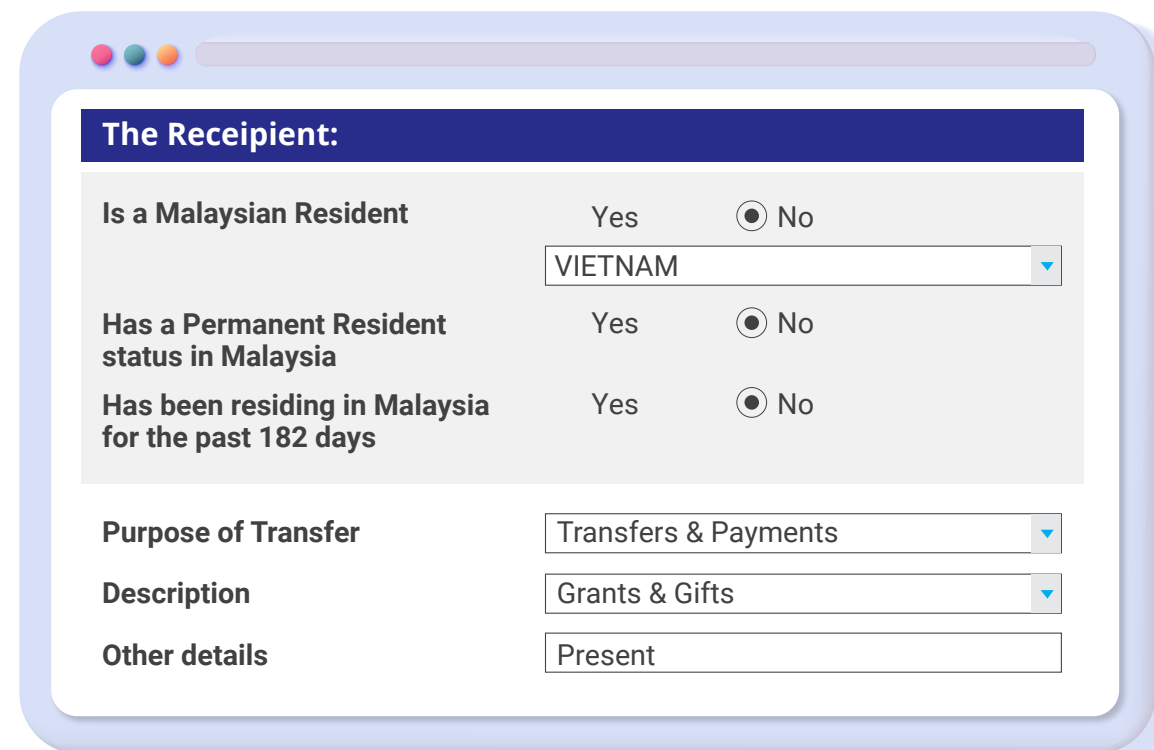 The Receipient:
Is a Malaysian Resident Yes No
VIETNAM
Has a Permanent Resident Yes No
status in Malaysia
Has been residing in Malaysia Yes No
for the past 182 days
Purpose of Transfer Transfers & Payments
Description Grants & Gifts
Other details Present